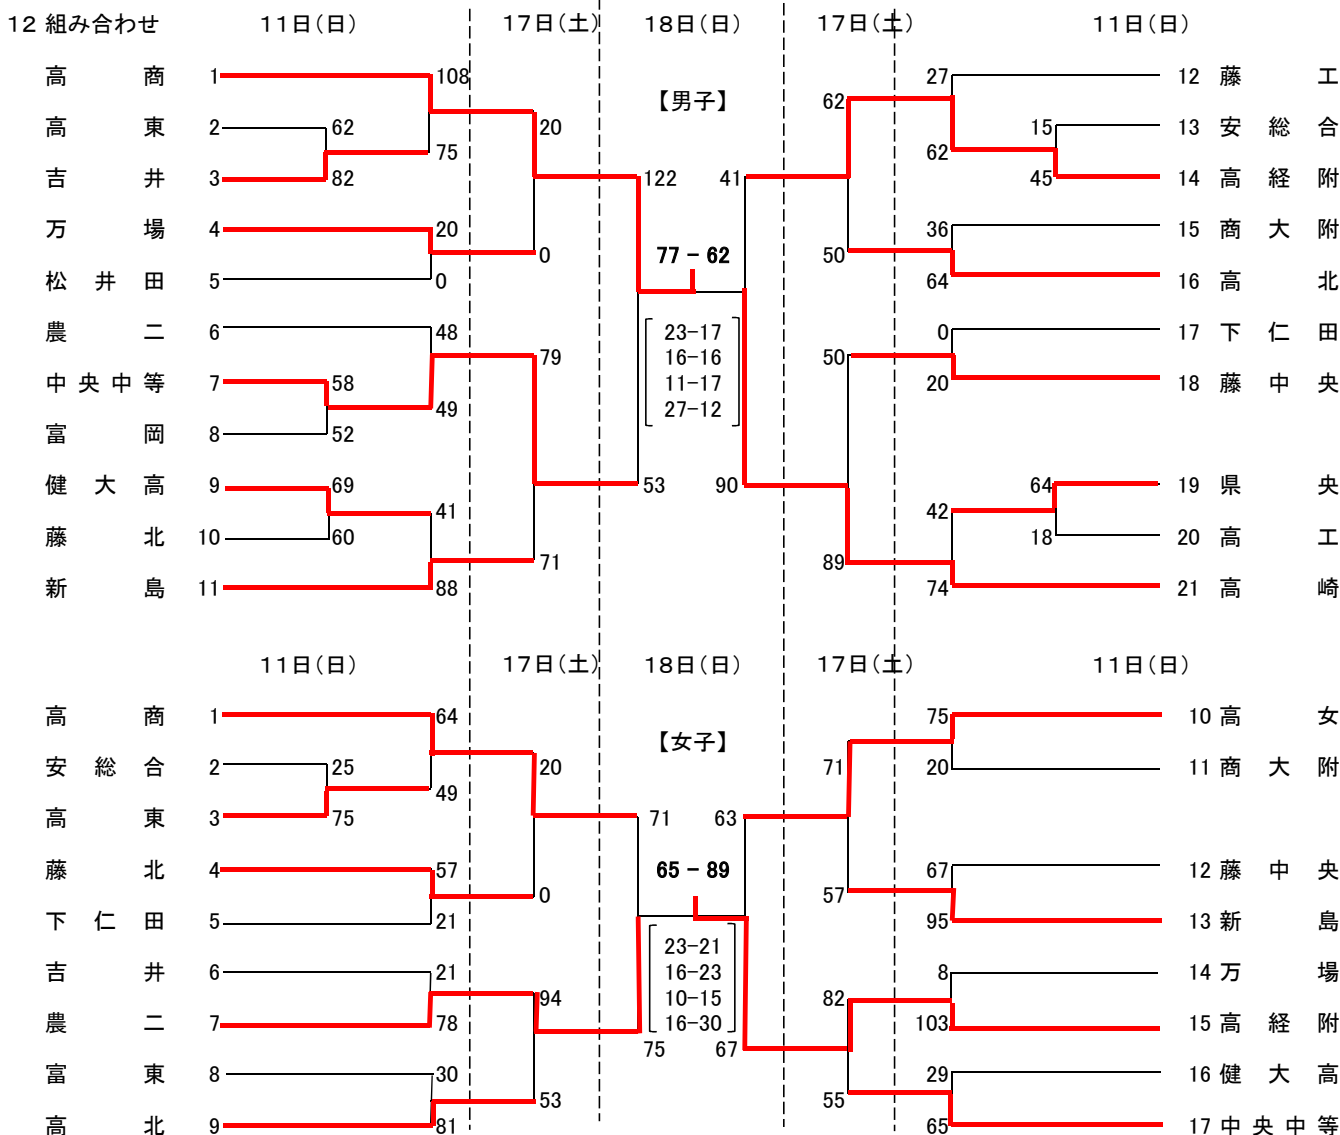 12 組み合わせ 11日(日) 17日(土) 18日(日) 17日(土) 11日(日)
高商 1 108 27 12 藤工
【男子】
62
高東 2 62 20 15 13 安総合
75 62
吉井 3 82 122 41 45 14 高経附
万場 4 20 36 15 商大附
0 77 − 62 50
松井田 5 0 64 16 高北
農二 6 48 23−17 0 17 下仁田
79 16−16 50
中央中等 7 58 11−17 20 18 藤中央
49 27−12
富岡 8 52
健大高 9 69 53 90 64 19 県央
41 42
藤北 10 60 18 20 高工
71 89
新島 11 88 74 21 高崎
11日(日) 17日(土) 18日(日) 17日(土) 11日(日)
高商 1 64 75 10 高女
【女子】
安総合 2 25 20 71 20 11 商大附
49
高東 3 75 71 63
藤北 4 57 65 − 89 67 12 藤中央
0 57
下仁田 5 21 95 13 新島
23−21
吉井 6 21 16−23 8 14 万場
94 10−15 82
農二 7 78 16−30 103 15 高経附
75 67
富東 8 30 29 16 健大高
53 55
高北 9 81 65 17 中央中等